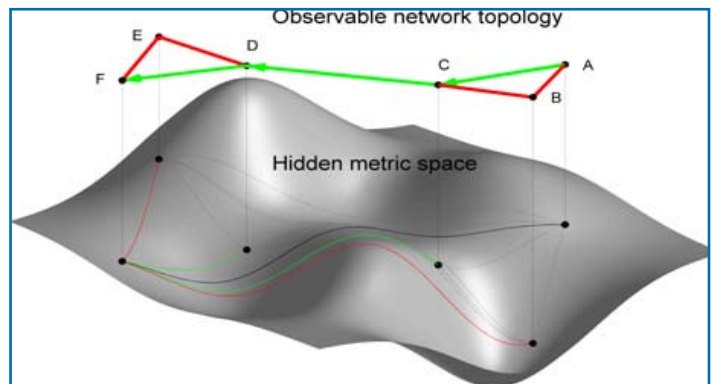 Observable network topology
E
D
F
C
A
B
Hidden metric space